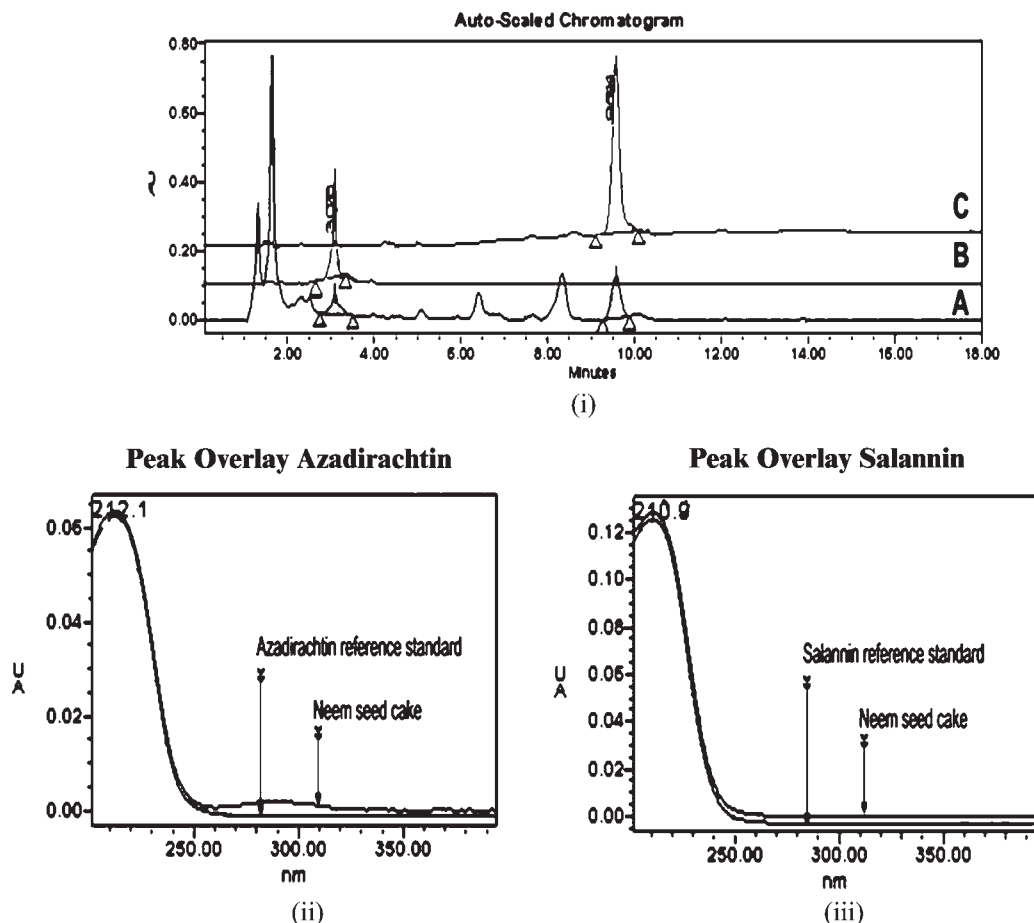 Auto-Scaled Chromatogram
0.80
0.60
0.40
0.20
0.00
C
B
A
2.00 4.00 6.00 8.00 10.00 12.00 14.00 16.00 18.00
Minutes
(i)
Peak Overlay Azadirachtin
212.1
0.06
0.04
0.02
0.00
AU
Azadirachtin reference standard
Neem seed cake
250.00 300.00 350.00
nm
(ii)
Peak Overlay Salannin
210.9
0.12
0.10
0.08
0.06
0.04
0.02
0.00
AU
Salannin reference standard
Neem seed cake
250.00 300.00 350.00
nm
(iii)